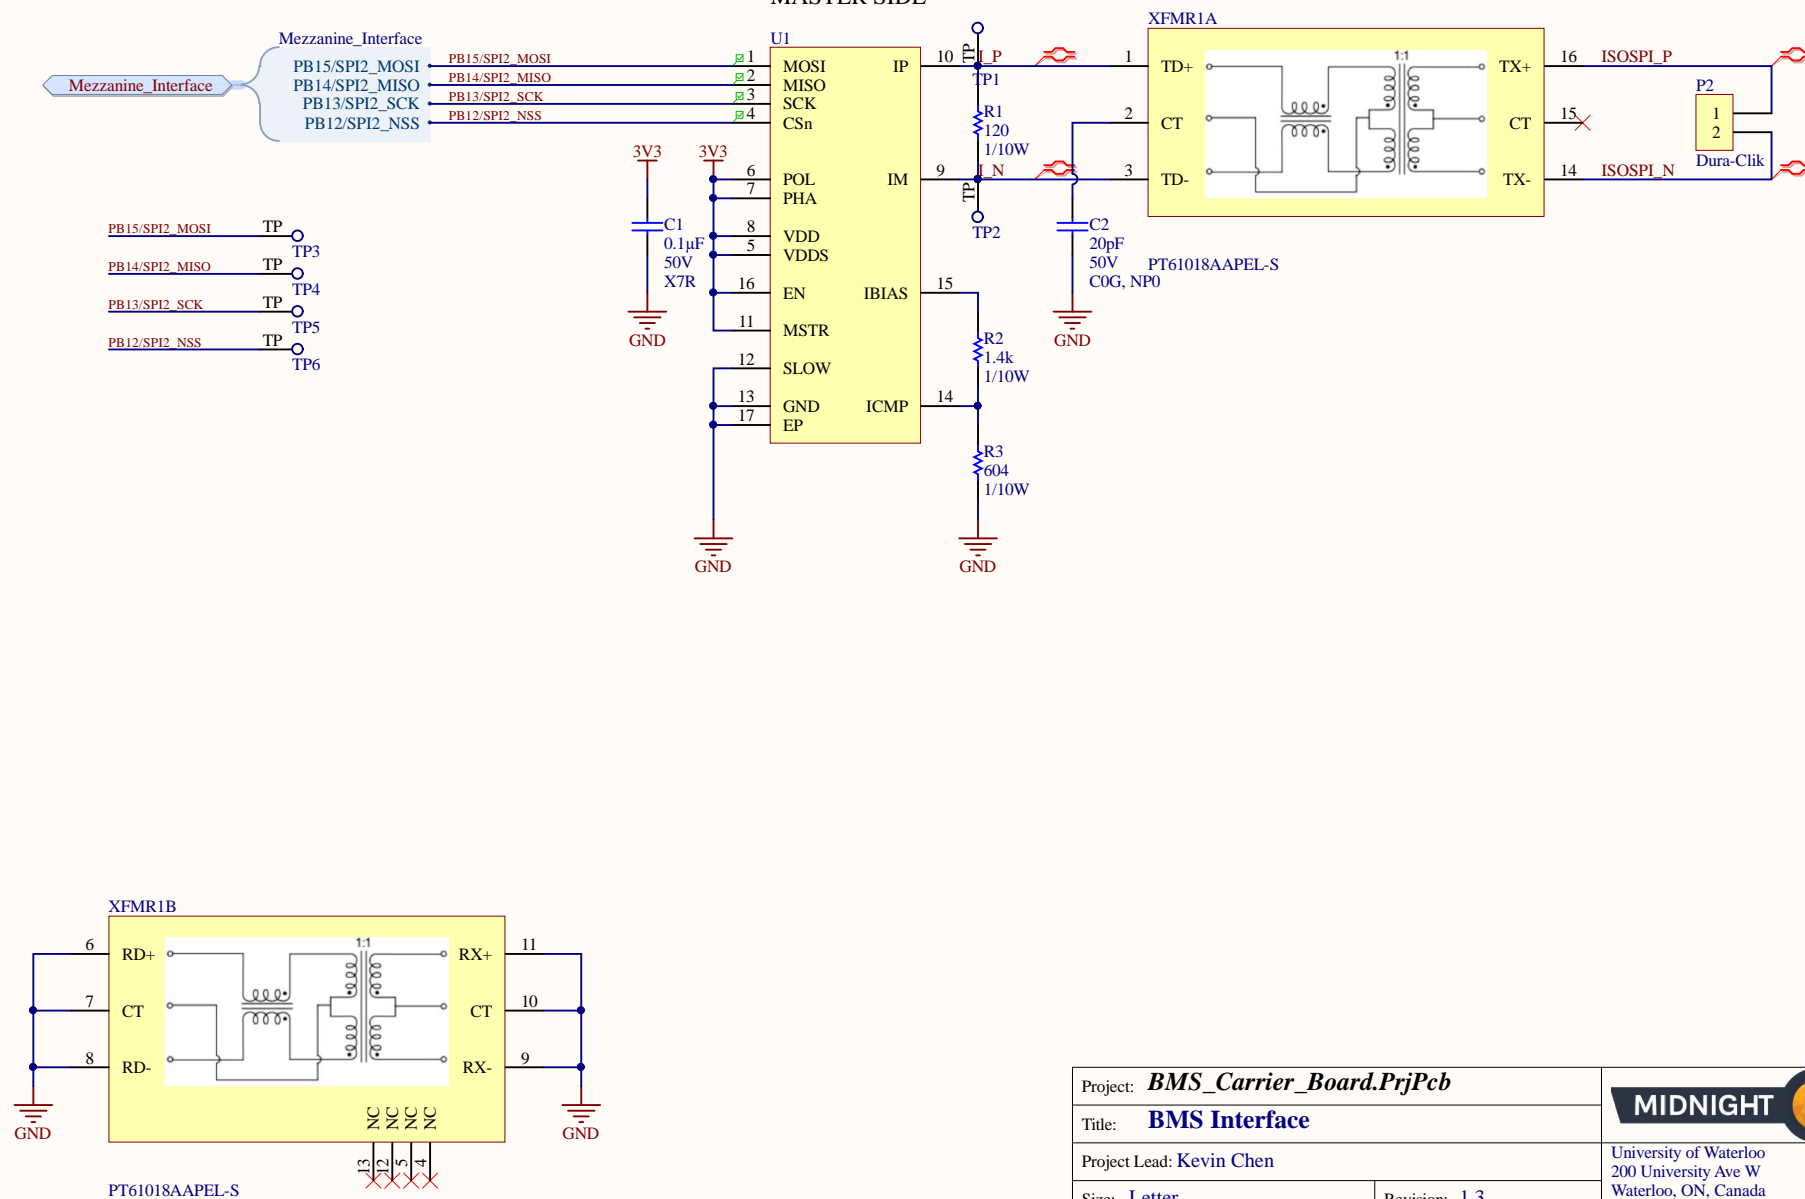 MASTER SIDE
Mezzanine_Interface
Mezzanine_Interface
PB15/SPI2_MOSI
PB14/SPI2_MISO
PB13/SPI2_SCK
PB12/SPI2_NSS
PB15/SPI2_MOSI
PB14/SPI2_MISO
PB13/SPI2_SCK
PB12/SPI2_NSS
PB15/SPI2_MOSI TP TP3
PB14/SPI2_MISO TP TP4
PB13/SPI2_SCK TP TP5
PB12/SPI2_NSS TP TP6
3V3
C1
0.1µF
50V
X7R
GND
3V3
U1
1 MOSI
2 MISO
3 SCK
4 CSn
6 POL
7 PHA
8 VDD
5 VDDS
16 EN
11 MSTR
12 SLOW
13 GND
17 EP
IP 10
IM 9
IBIAS 15
ICMP 14
GND
TP
TP1
I_P
R1
120
1/10W
I_N
TP
TP2
R2
1.4k
1/10W
R3
604
1/10W
GND
C2
20pF
50V
C0G, NP0
GND
XFMR1A
1 TD+
2 CT
3 TD-
1:1
TX+ 16
CT 15
TX- 14
PT61018AAPEL-S
ISOSPI_P
P2
1
2
Dura-Clik
ISOSPI_N
XFMR1B
6 RD+
7 CT
8 RD-
1:1
RX+ 11
CT 10
RX- 9
NC NC NC NC
13 12 5 4
GND
GND
PT61018AAPEL-S
Project: BMS_Carrier_Board.PrjPcb
Title: BMS Interface
Project Lead: Kevin Chen
Size: Letter
Revision: 1.3
MIDNIGHT
University of Waterloo
200 University Ave W
Waterloo, ON, Canada